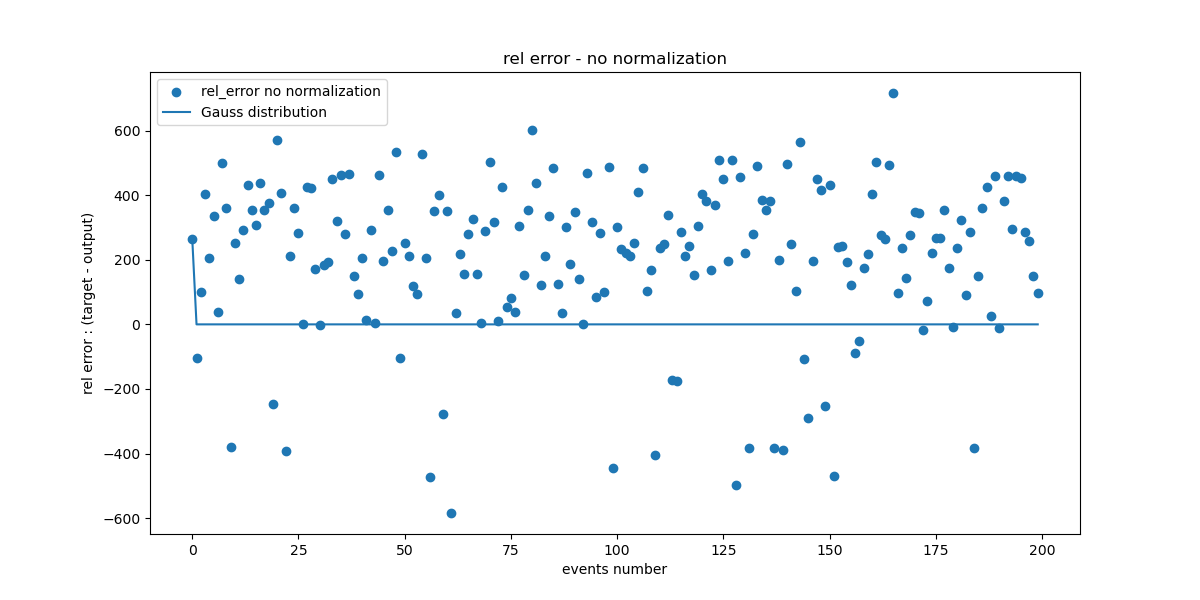 rel error - no normalization
rel_error no normalization
Gauss distribution
rel error : (target - output)
600
400
200
0
−200
−400
−600
0 25 50 75 100 125 150 175 200
events number